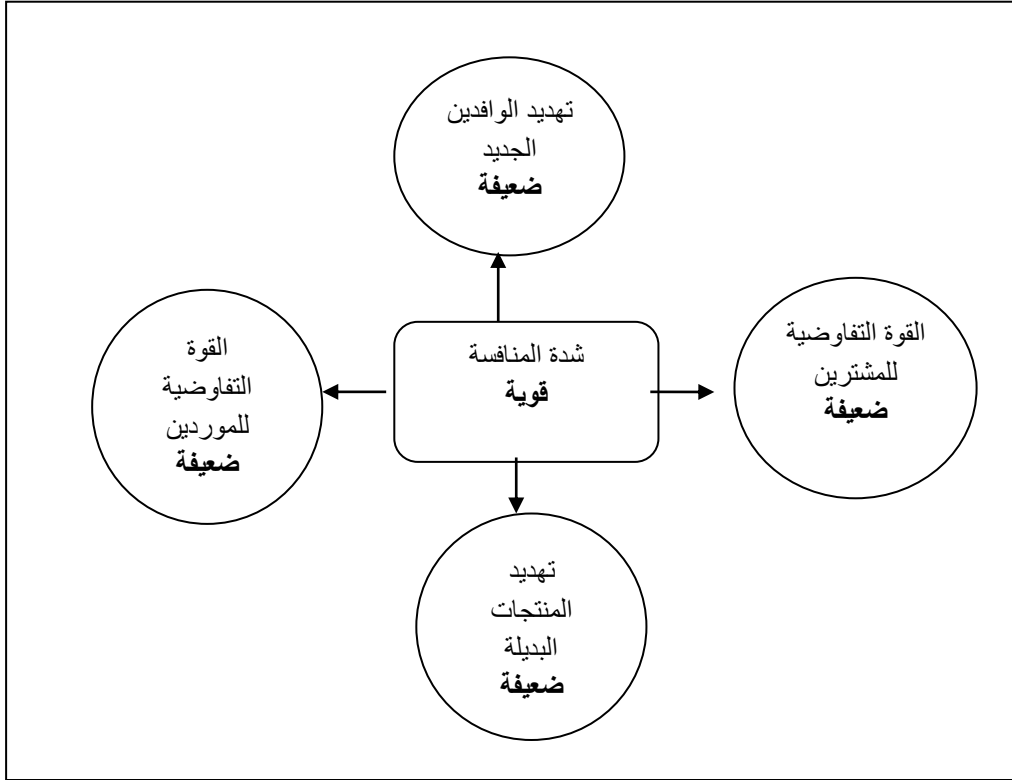 تهديد الوافدين
الجديد
ضعيفة
القوة التفاوضية
للمشترين
ضعيفة
شدة المنافسة
قوية
القوة
التفاوضية
للموردين
ضعيفة
تهديد
المنتجات
البديلة
ضعيفة